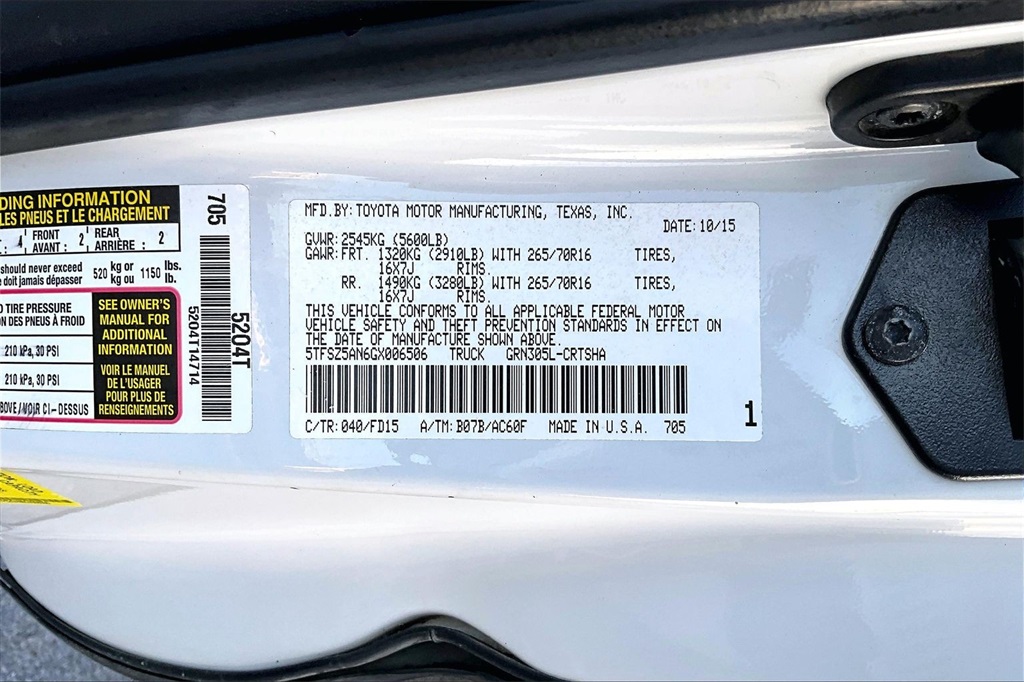 DING INFORMATION
LES PNEUS ET LE CHARGEMENT
4 FRONT AVANT : 2 REAR ARRIÈRE : 2
should never exceed 520 kg or 1150 lbs.
e doit jamais dépasser kg ou lb.
TIRE PRESSURE
ON DES PNEUS À FROID
210 kPa, 30 PSI
210 kPa, 30 PSI
BOVE / VOIR CI-DESSUS
SEE OWNER'S
MANUAL FOR
ADDITIONAL
INFORMATION
VOIR LE MANUEL
DE L'USAGER
POUR PLUS DE
RENSEIGNEMENTS
705
5204T
5204T14714
MFD.BY:TOYOTA MOTOR MANUFACTURING, TEXAS, INC.
DATE:10/15
GVWR:2545KG (5600LB)
GAWR:FRT. 1320KG (2910LB) WITH 265/70R16 TIRES,
16X7J RIMS.
RR. 1490KG (3280LB) WITH 265/70R16 TIRES,
16X7J RIMS.
THIS VEHICLE CONFORMS TO ALL APPLICABLE FEDERAL MOTOR
VEHICLE SAFETY AND THEFT PREVENTION STANDARDS IN EFFECT ON
THE DATE OF MANUFACTURE SHOWN ABOVE.
5TFSZ5AN6GX006506 TRUCK GRN305L-CRTSHA
C/TR:040/FD15 A/TM:B07B/AC60F MADE IN U.S.A. 705
1